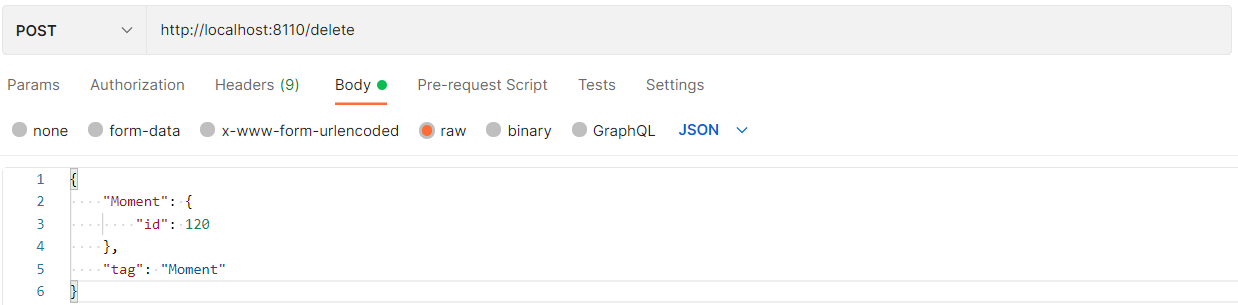 POST http://localhost:8110/delete
Params Authorization Headers (9) Body Pre-request Script Tests Settings
none form-data x-www-form-urlencoded raw binary GraphQL JSON
1 {
2 "Moment": {
3 "id": 120
4 },
5 "tag": "Moment"
6 }